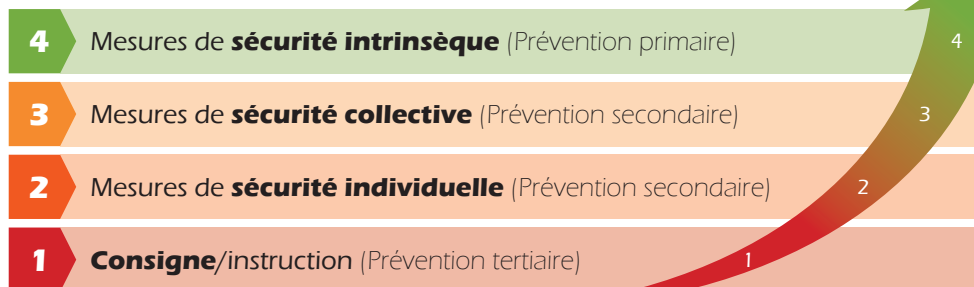 4 Mesures de sécurité intrinsèque (Prévention primaire) 4
3 Mesures de sécurité collective (Prévention secondaire) 3
2 Mesures de sécurité individuelle (Prévention secondaire) 2
1 Consigne/instruction (Prévention tertiaire) 1